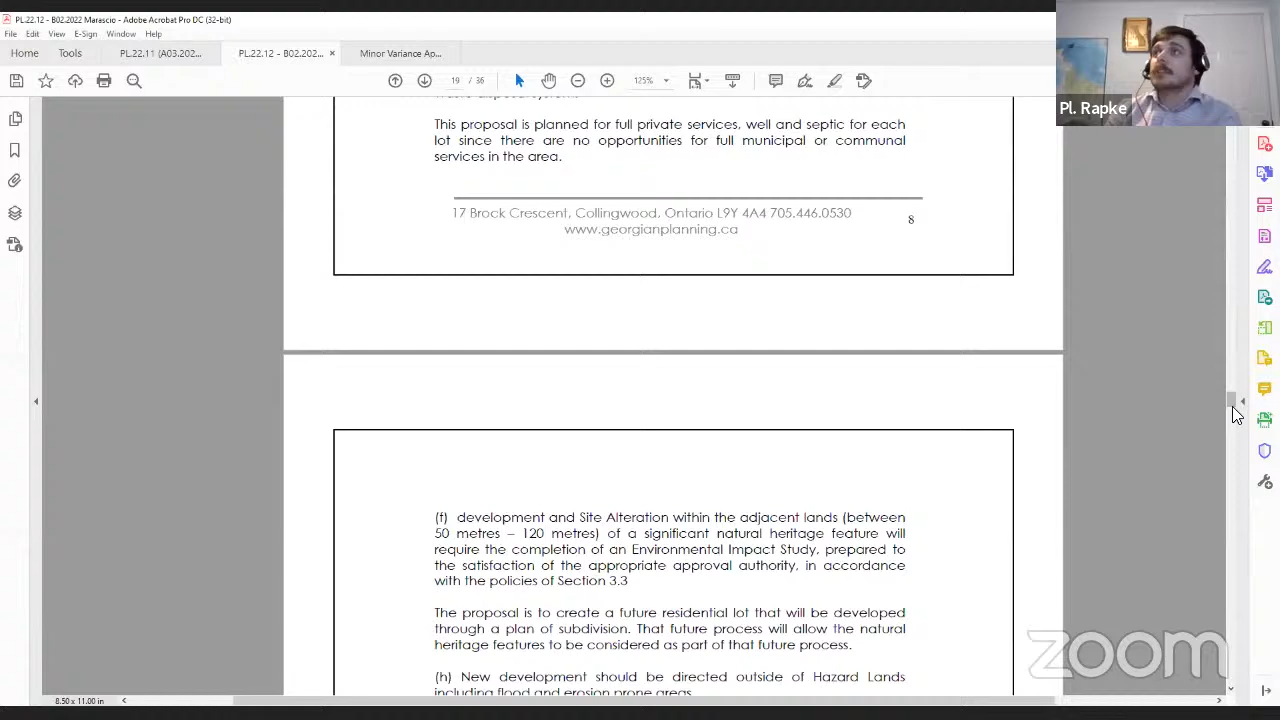 PL.22.12 - B02.2022 Marascio - Adobe Acrobat Pro DC (32-bit)
File Edit View E-Sign Window Help
Home Tools PL.22.11 (A03.202... PL.22.12 - B02.202... × Minor Variance Ap...
19 / 36 125%
Pl. Rapke
This proposal is planned for full private services, well and septic for each
lot since there are no opportunities for full municipal or communal
services in the area.
17 Brock Crescent, Collingwood, Ontario L9Y 4A4 705.446.0530
www.georgianplanning.ca
8
(f) development and Site Alteration within the adjacent lands (between
50 metres – 120 metres) of a significant natural heritage feature will
require the completion of an Environmental Impact Study, prepared to
the satisfaction of the appropriate approval authority, in accordance
with the policies of Section 3.3
The proposal is to create a future residential lot that will be developed
through a plan of subdivision. That future process will allow the natural
heritage features to be considered as part of that future process.
(h) New development should be directed outside of Hazard Lands
including flood and erosion prone areas
zoom
8.50 x 11.00 in